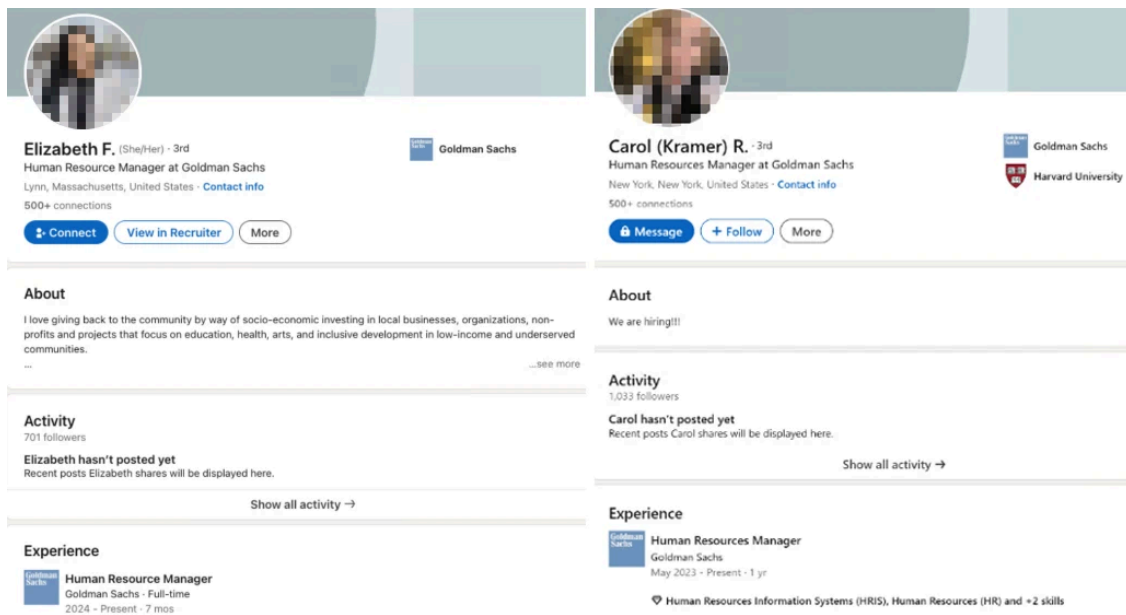 Elizabeth F. (She/Her) · 3rd
Goldman Sachs
Human Resource Manager at Goldman Sachs
Lynn, Massachusetts, United States · Contact info
500+ connections
Connect
View in Recruiter
More
About
I love giving back to the community by way of socio-economic investing in local businesses, organizations, non-
profits and projects that focus on education, health, arts, and inclusive development in low-income and underserved
communities.
...
...see more
Activity
701 followers
Elizabeth hasn't posted yet
Recent posts Elizabeth shares will be displayed here.
Show all activity →
Experience
Goldman Sachs
Human Resource Manager
Goldman Sachs · Full-time
2024 - Present · 7 mos
Carol (Kramer) R. · 3rd
Goldman Sachs
Human Resources Manager at Goldman Sachs
Harvard University
New York, New York, United States · Contact info
500+ connections
Message
+ Follow
More
About
We are hiring!!!
Activity
1,033 followers
Carol hasn't posted yet
Recent posts Carol shares will be displayed here.
Show all activity →
Experience
Goldman Sachs
Human Resources Manager
Goldman Sachs
May 2023 - Present · 1 yr
Human Resources Information Systems (HRIS), Human Resources (HR) and +2 skills